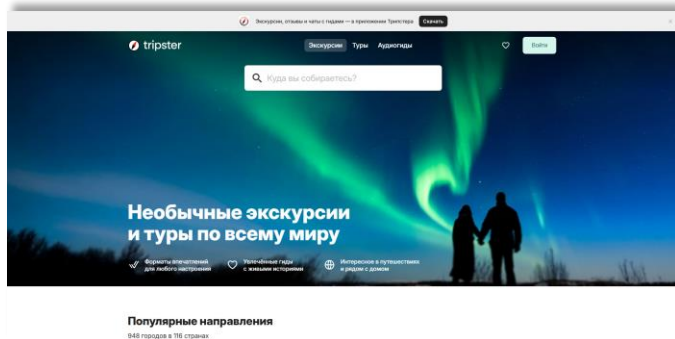 Экскурсии, отзывы и чаты с гидами — в приложении Трипстера Скачать
tripster
Экскурсии Туры Аудиогиды
Войти
Куда вы собираетесь?
Необычные экскурсии
и туры по всему миру
Форматы впечатлений
для любого настроения
Увлечённые гиды
с живыми историями
Интересное в путешествиях
и рядом с домом
Популярные направления
948 городов в 116 странах